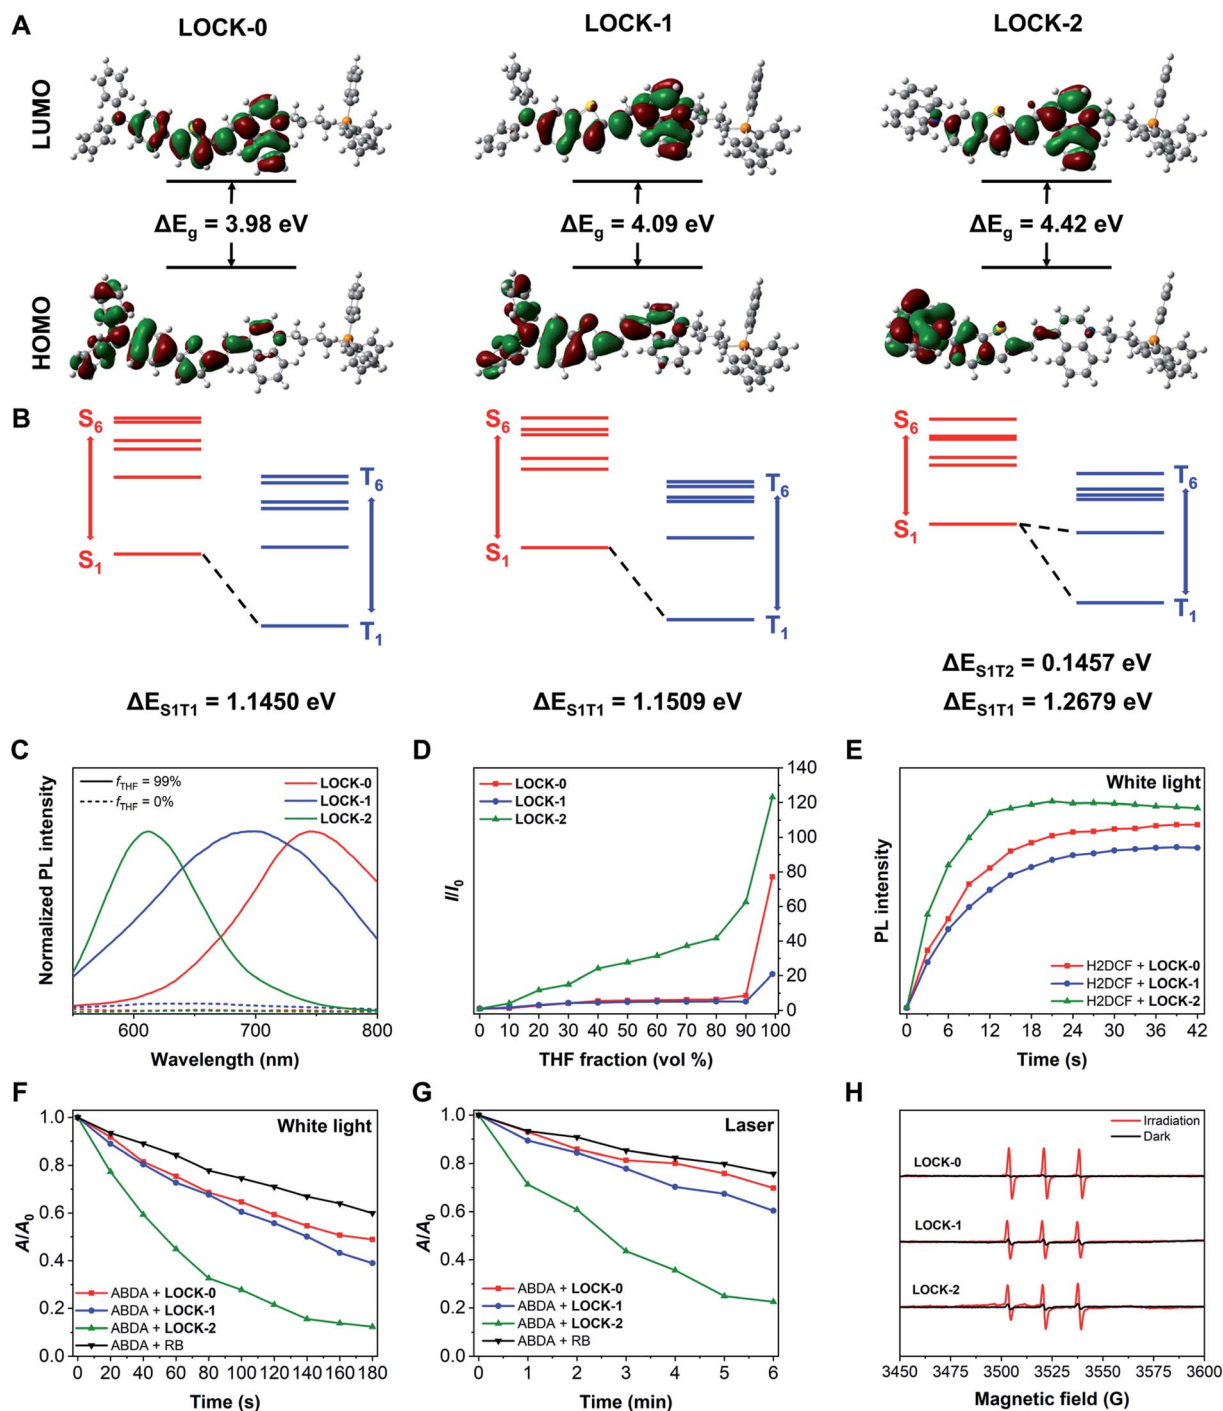 A
LOCK-0
LOCK-1
LOCK-2
LUMO
ΔEg = 3.98 eV
ΔEg = 4.09 eV
ΔEg = 4.42 eV
HOMO
B
S6
T6
S1
T1
S6
T6
S1
T1
S6
T6
S1
T1
ΔES1T1 = 1.1450 eV
ΔES1T1 = 1.1509 eV
ΔES1T2 = 0.1457 eV
ΔES1T1 = 1.2679 eV
C
fTHF = 99%
fTHF = 0%
LOCK-0
LOCK-1
LOCK-2
Normalized PL intensity
600 700 800
Wavelength (nm)
D
LOCK-0
LOCK-1
LOCK-2
I/I0
140
120
100
80
60
40
20
0
0 10 20 30 40 50 60 70 80 90 100
THF fraction (vol %)
E
White light
PL intensity
H2DCF + LOCK-0
H2DCF + LOCK-1
H2DCF + LOCK-2
0 6 12 18 24 30 36 42
Time (s)
F
White light
A/A0
1.0
0.8
0.6
0.4
0.2
0.0
ABDA + LOCK-0
ABDA + LOCK-1
ABDA + LOCK-2
ABDA + RB
0 20 40 60 80 100 120 140 160 180
Time (s)
G
Laser
A/A0
1.0
0.8
0.6
0.4
0.2
0.0
ABDA + LOCK-0
ABDA + LOCK-1
ABDA + LOCK-2
ABDA + RB
0 1 2 3 4 5 6
Time (min)
H
Irradiation
Dark
LOCK-0
LOCK-1
LOCK-2
3450 3475 3500 3525 3550 3575 3600
Magnetic field (G)